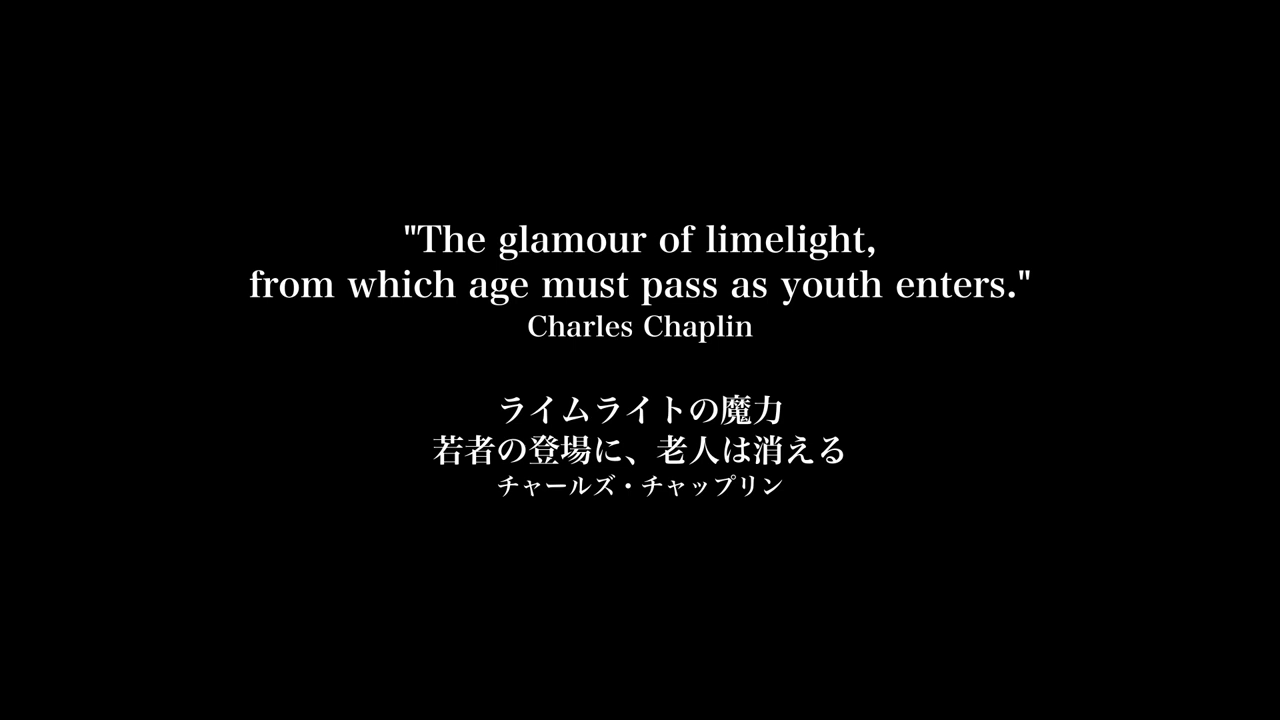 "The glamour of limelight,
from which age must pass as youth enters."
Charles Chaplin
ライムライトの魔力
若者の登場に、老人は消える
チャールズ・チャップリン